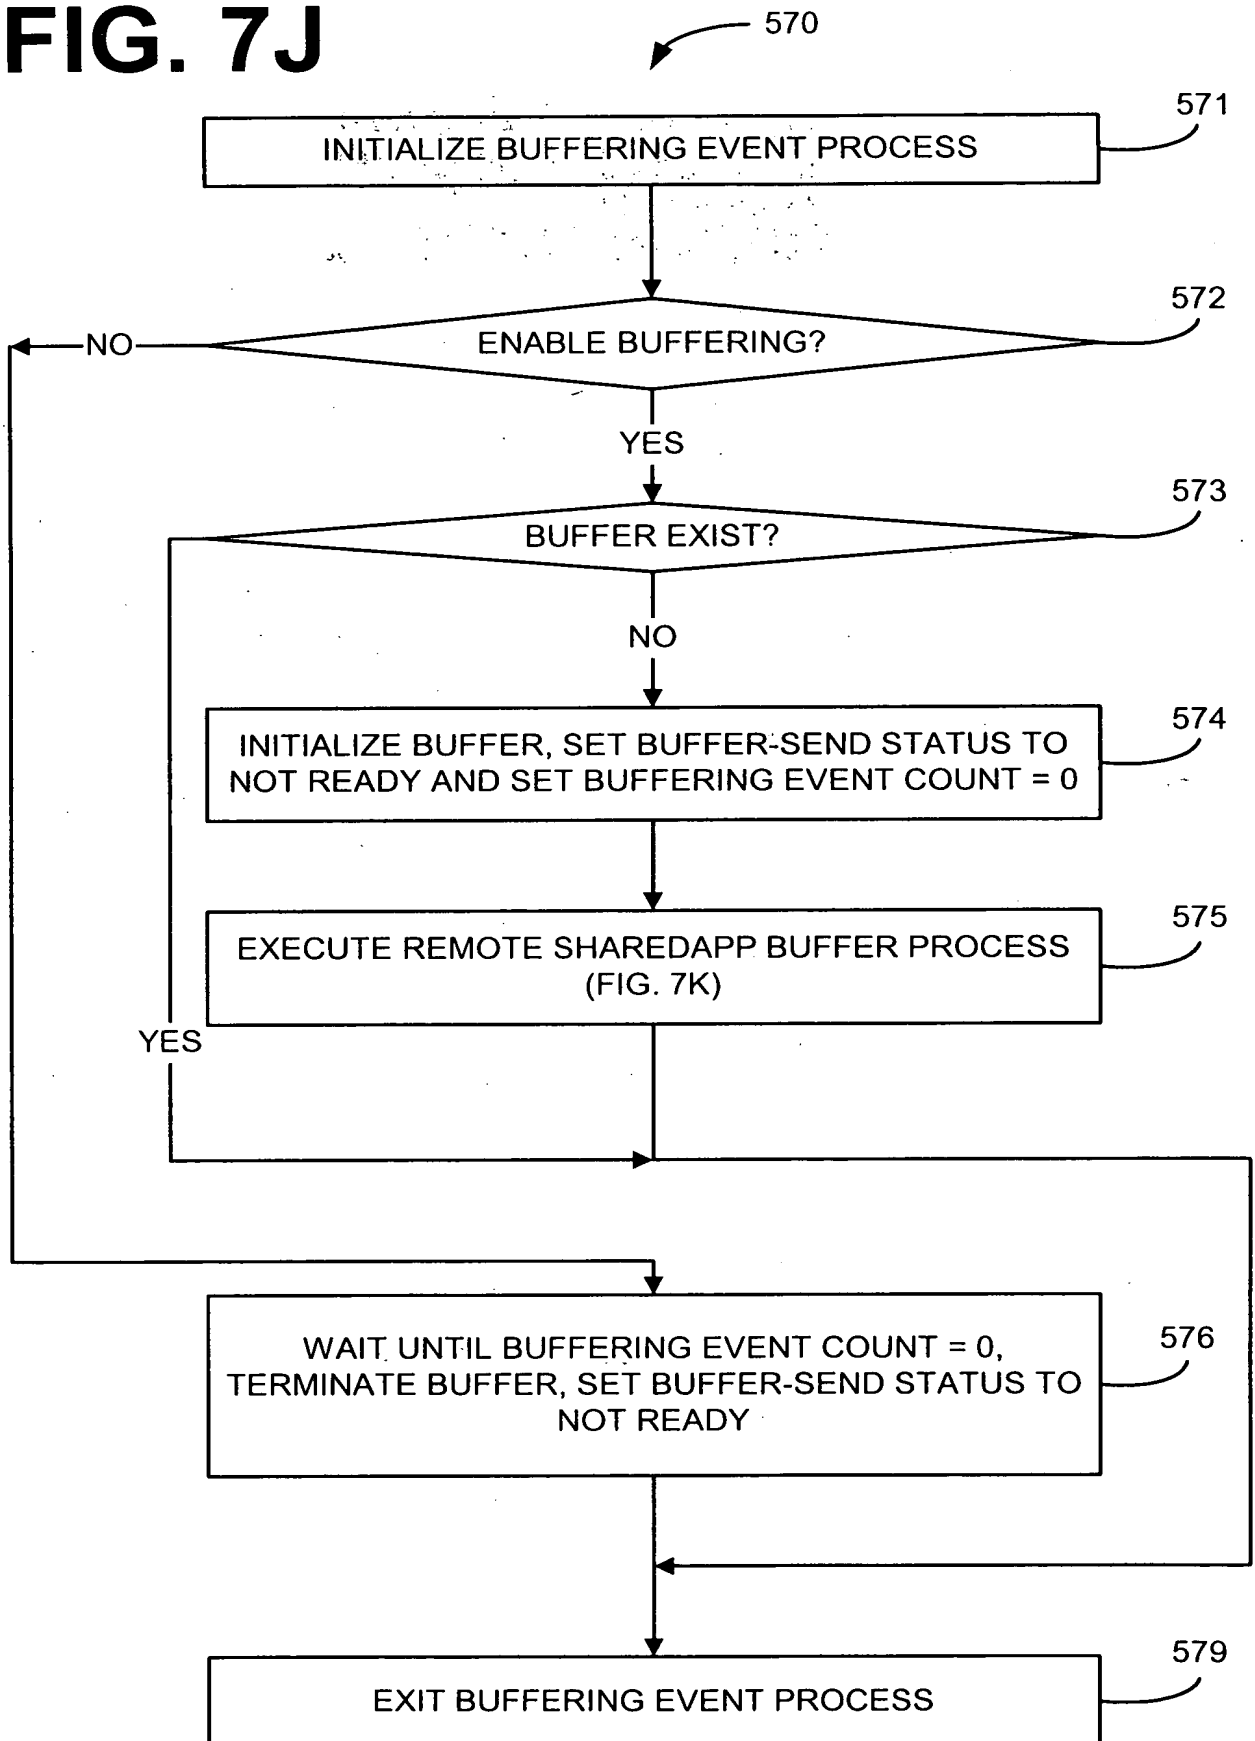 FIG. 7J
570
571
INITIALIZE BUFFERING EVENT PROCESS
572
NO
ENABLE BUFFERING?
YES
573
BUFFER EXIST?
NO
574
INITIALIZE BUFFER, SET BUFFER-SEND STATUS TO
NOT READY AND SET BUFFERING EVENT COUNT = 0
575
EXECUTE REMOTE SHAREDAPP BUFFER PROCESS
(FIG. 7K)
YES
576
WAIT UNTIL BUFFERING EVENT COUNT = 0,
TERMINATE BUFFER, SET BUFFER-SEND STATUS TO
NOT READY
579
EXIT BUFFERING EVENT PROCESS